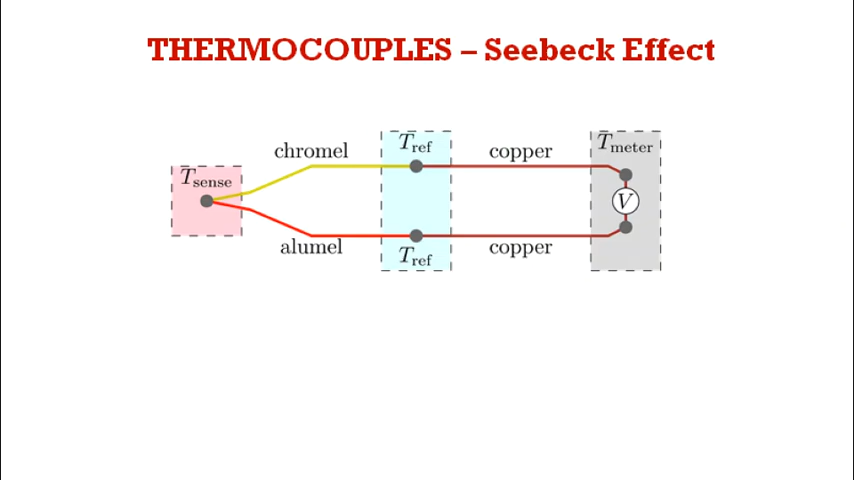 THERMOCOUPLES – Seebeck Effect
chromel
T_ref
copper
T_meter
T_sense
V
alumel
T_ref
copper